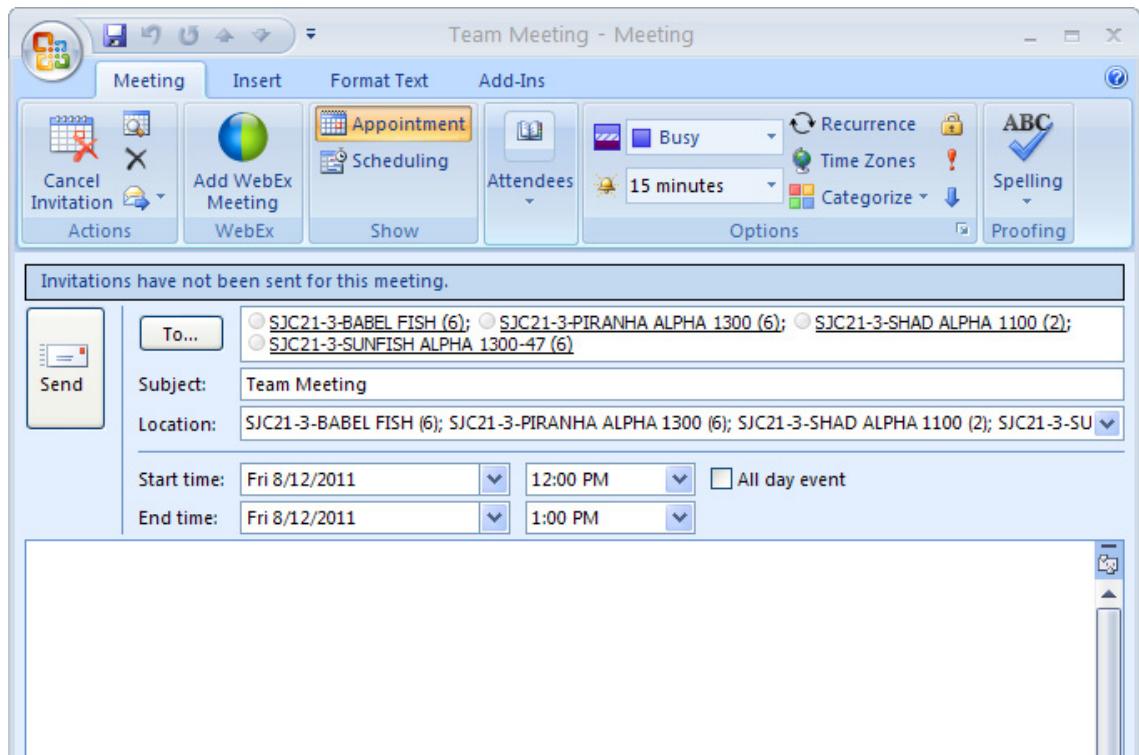 Team Meeting - Meeting
Meeting Insert Format Text Add-Ins
Cancel Invitation
Actions
Add WebEx Meeting
WebEx
Appointment
Scheduling
Show
Attendees
Busy
15 minutes
Recurrence
Time Zones
Categorize
Options
ABC
Spelling
Proofing
Invitations have not been sent for this meeting.
Send
To...
SJC21-3-BABEL FISH (6); SJC21-3-PIRANHA ALPHA 1300 (6); SJC21-3-SHAD ALPHA 1100 (2);
SJC21-3-SUNFISH ALPHA 1300-47 (6)
Subject: Team Meeting
Location: SJC21-3-BABEL FISH (6); SJC21-3-PIRANHA ALPHA 1300 (6); SJC21-3-SHAD ALPHA 1100 (2); SJC21-3-SU
Start time: Fri 8/12/2011 12:00 PM All day event
End time: Fri 8/12/2011 1:00 PM